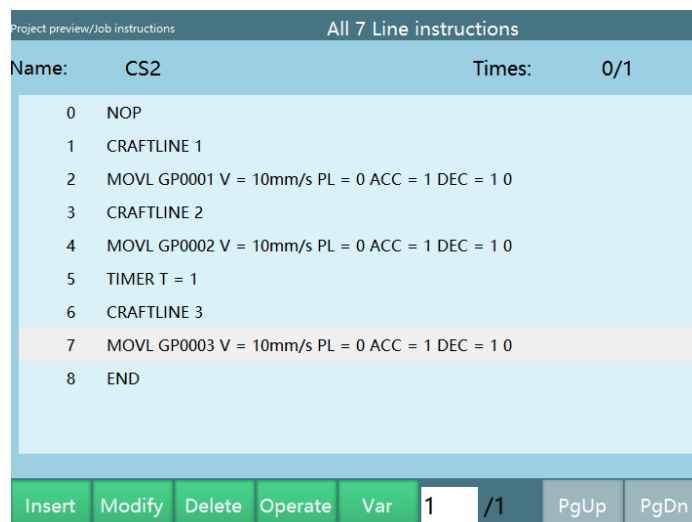 Project preview/Job instructions All 7 Line instructions
Name: CS2 Times: 0/1
0 NOP
1 CRAFTLINE 1
2 MOVL GP0001 V = 10mm/s PL = 0 ACC = 1 DEC = 1 0
3 CRAFTLINE 2
4 MOVL GP0002 V = 10mm/s PL = 0 ACC = 1 DEC = 1 0
5 TIMER T = 1
6 CRAFTLINE 3
7 MOVL GP0003 V = 10mm/s PL = 0 ACC = 1 DEC = 1 0
8 END
Insert Modify Delete Operate Var 1 /1 PgUp PgDn